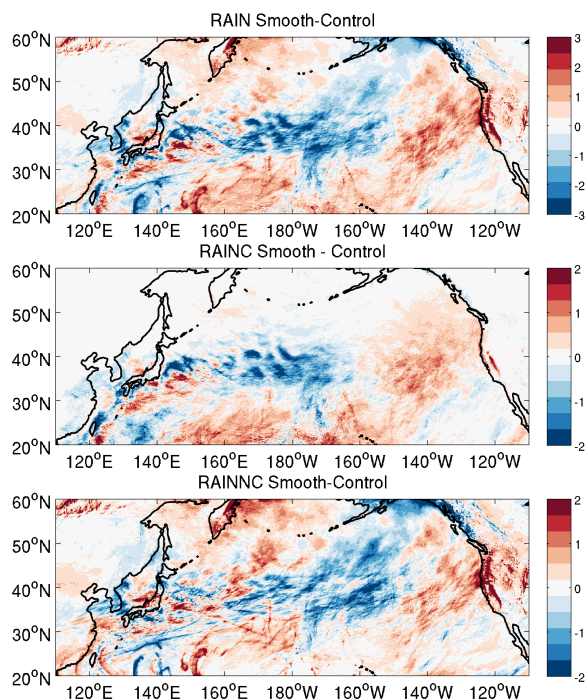 RAIN Smooth-Control
60°N
50°N
40°N
30°N
20°N
120°E 140°E 160°E 180°W 160°W 140°W 120°W
3
2
1
0
-1
-2
-3
RAINC Smooth - Control
60°N
50°N
40°N
30°N
20°N
120°E 140°E 160°E 180°W 160°W 140°W 120°W
2
1
0
-1
-2
RAINNC Smooth-Control
60°N
50°N
40°N
30°N
20°N
120°E 140°E 160°E 180°W 160°W 140°W 120°W
2
1
0
-1
-2